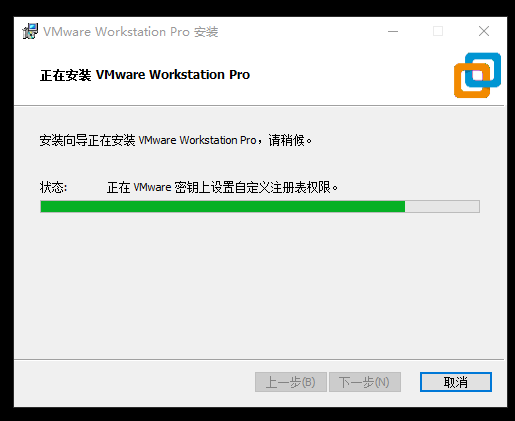 VMware Workstation Pro 安装
正在安装 VMware Workstation Pro
安装向导正在安装 VMware Workstation Pro，请稍候。
状态: 正在 VMware 密钥上设置自定义注册表权限。
上一步(B) 下一步(N) 取消